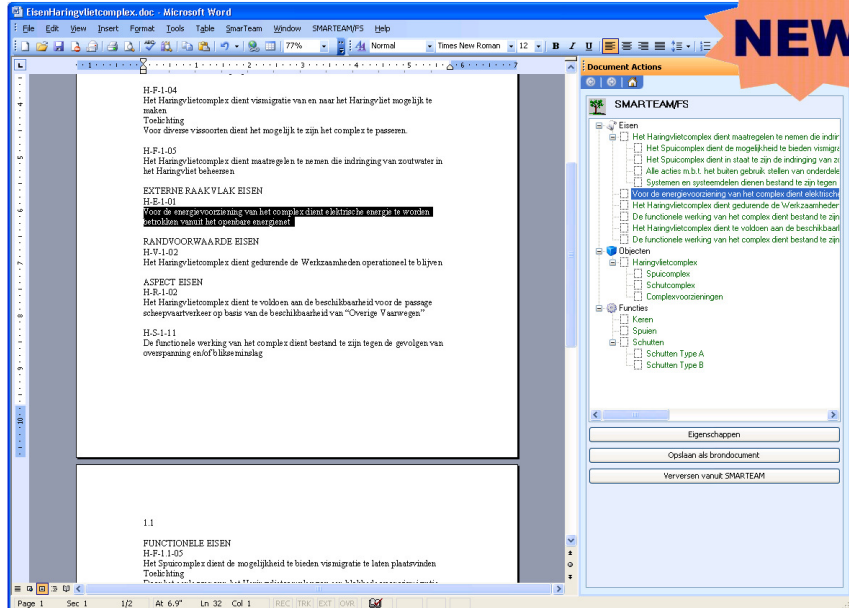 EisenHaringvlietcomplex.doc - Microsoft Word
NEW
File Edit View Insert Format Tools Table SmarTeam Window SMARTEAM/FS Help
77% Normal Times New Roman 12 B I U
Document Actions
SMARTEAM/FS
H-F-1-04
Het Haringvlietcomplex dient vismigratie van en naar het Haringvliet mogelijk te
maken
Toelichting
Voor diverse vissoorten dient het mogelijk te zijn het complex te passeren.
H-F-1-05
Het Haringvlietcomplex dient maatregelen te nemen die indringing van zoutwater in
het Haringvliet beheersen
EXTERNE RAAKVLAK EISEN
H-E-1-01
Voor de energievoorziening van het complex dient elektrische energie te worden
betrokken vanuit het openbare energienet
RANDVOORWAARDE EISEN
H-V-1-02
Het Haringvlietcomplex dient gedurende de Werkzaamheden operationeel te blijven
ASPECT EISEN
H-R-1-02
Het Haringvlietcomplex dient te voldoen aan de beschikbaarheid voor de passage
scheepvaartverkeer op basis van de beschikbaarheid van "Overige Vaarwegen"
H-S-1-11
De functionele werking van het complex dient bestand te zijn tegen de gevolgen van
overspanning en/of blikseminslag
1.1
FUNCTIONELE EISEN
H-F-1.1-05
Het Spuicomplex dient de mogelijkheid te bieden vismigratie te laten plaatsvinden
Toelichting
Eisen
Het Haringvlietcomplex dient maatregelen te nemen die indrin
Het Spuicomplex dient de mogelijkheid te bieden vismigra
Het Spuicomplex dient in staat te zijn de indringing van zo
Alle acties m.b.t. het buiten gebruik stellen van onderdele
Systemen en systeemdelen dienen bestand te zijn tegen
Voor de energievoorziening van het complex dient elektrische
Het Haringvlietcomplex dient gedurende de Werkzaamheden
De functionele werking van het complex dient bestand te zijn
Het Haringvlietcomplex dient te voldoen aan de beschikbaarh
De functionele werking van het complex dient bestand te zijn
Objecten
Haringvlietcomplex
Spuicomplex
Schutcomplex
Complexvoorzieningen
Functies
Keren
Spuien
Schutten
Schutten Type A
Schutten Type B
Eigenschappen
Opslaan als brondocument
Verversen vanuit SMARTEAM
Page 1 Sec 1 1/2 At 6.9" Ln 32 Col 1 REC TRK EXT OVR